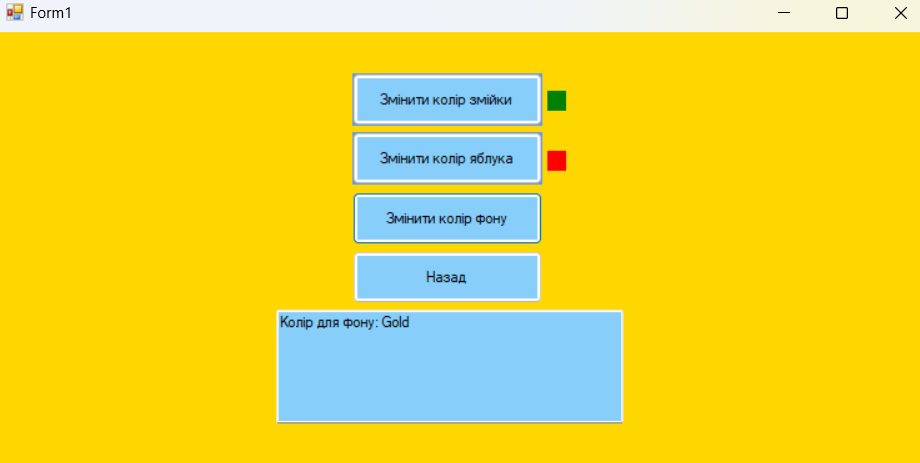 Form1
Змінити колір змійки
Змінити колір яблука
Змінити колір фону
Назад
Колір для фону: Gold